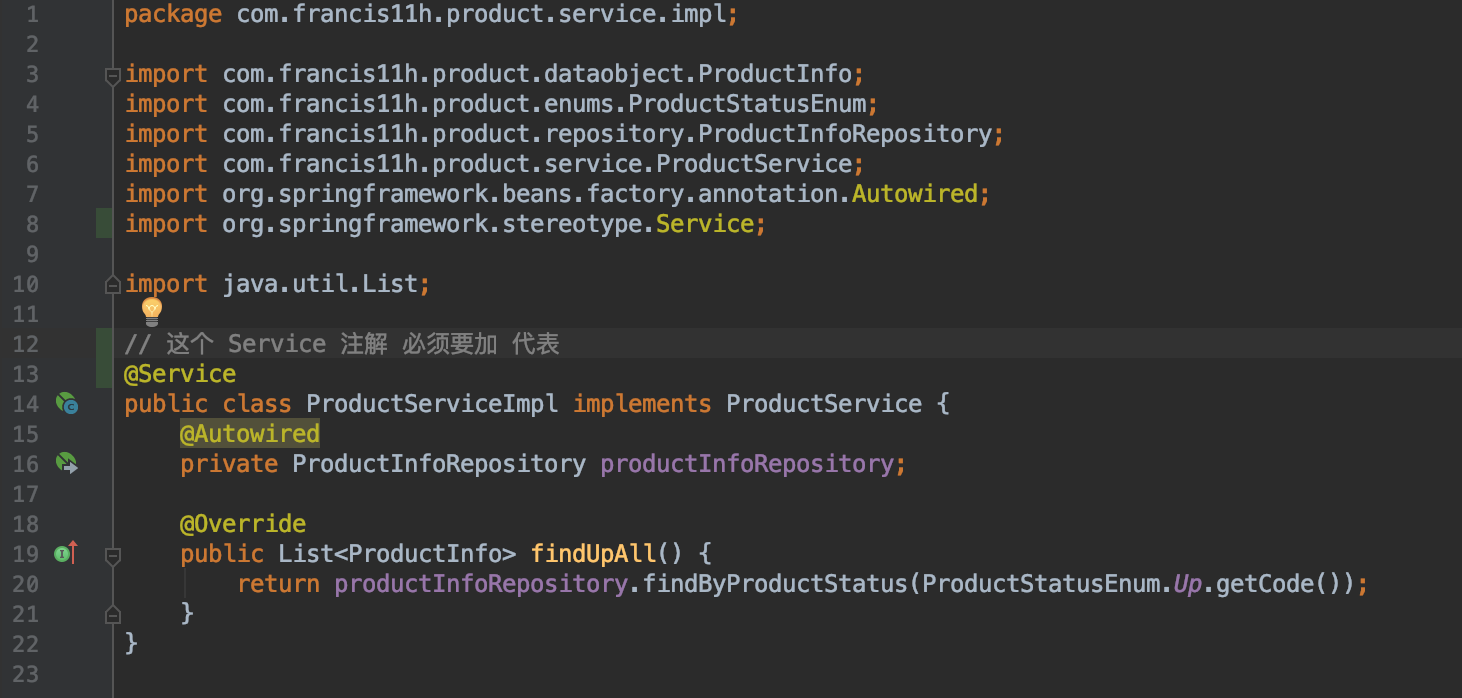 1 package com.francis11h.product.service.impl;
2
3 import com.francis11h.product.dataobject.ProductInfo;
4 import com.francis11h.product.enums.ProductStatusEnum;
5 import com.francis11h.product.repository.ProductInfoRepository;
6 import com.francis11h.product.service.ProductService;
7 import org.springframework.beans.factory.annotation.Autowired;
8 import org.springframework.stereotype.Service;
9
10 import java.util.List;
11
12 // 这个 Service 注解 必须要加 代表
13 @Service
14 public class ProductServiceImpl implements ProductService {
15     @Autowired
16     private ProductInfoRepository productInfoRepository;
17
18     @Override
19     public List<ProductInfo> findUpAll() {
20         return productInfoRepository.findByProductStatus(ProductStatusEnum.Up.getCode());
21     }
22 }
23